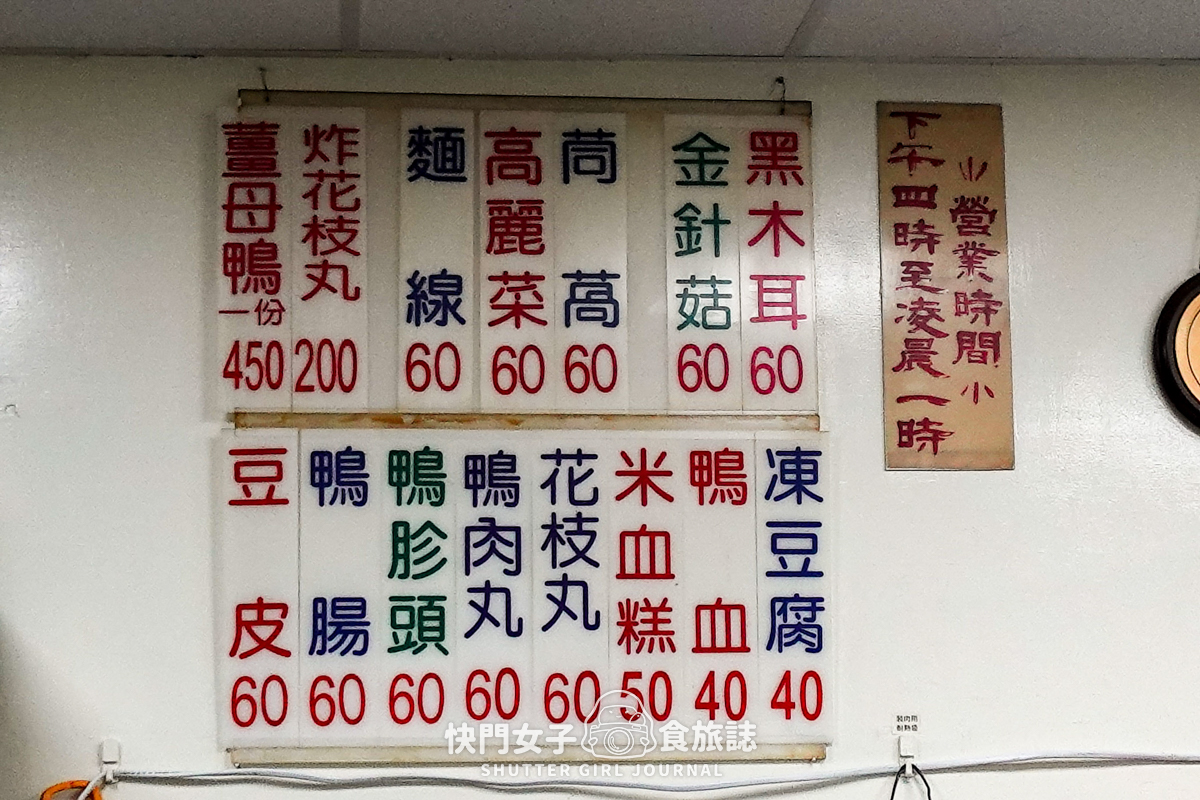 黑木耳 60
金針菇 60
茼萵 60
高麗菜 60
麵線 60
炸花枝丸 200
薑母鴨一份 450
凍豆腐 40
鴨血 40
米血糕 50
花枝丸 60
鴨肉丸 60
鴨胗頭 60
鴨腸 60
豆皮 60
營業時間
下午四時至凌晨一時
快門女子食旅誌
SHUTTER GIRL JOURNAL